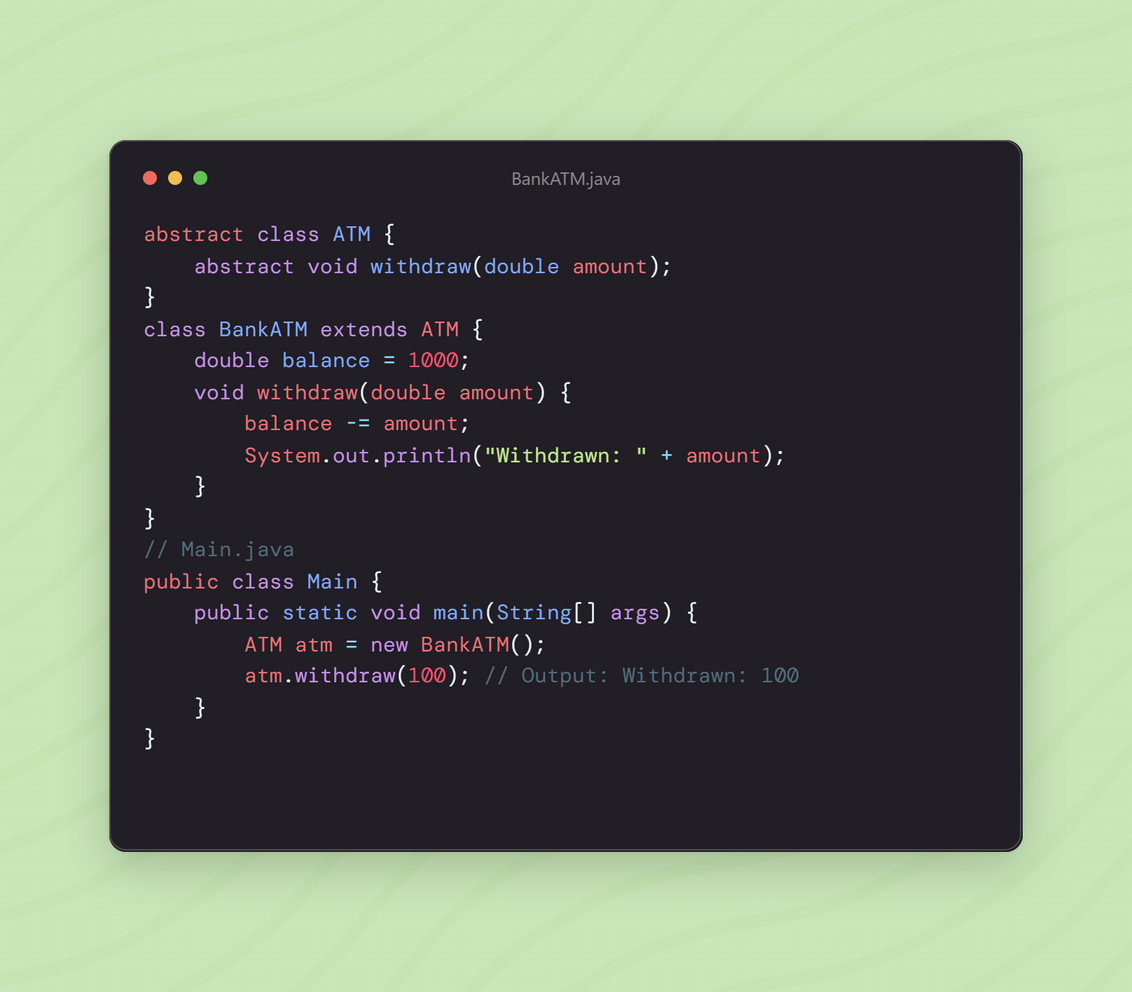 BankATM.java
abstract class ATM {
    abstract void withdraw(double amount);
}
class BankATM extends ATM {
    double balance = 1000;
    void withdraw(double amount) {
        balance -= amount;
        System.out.println("Withdrawn: " + amount);
    }
}
// Main.java
public class Main {
    public static void main(String[] args) {
        ATM atm = new BankATM();
        atm.withdraw(100); // Output: Withdrawn: 100
    }
}